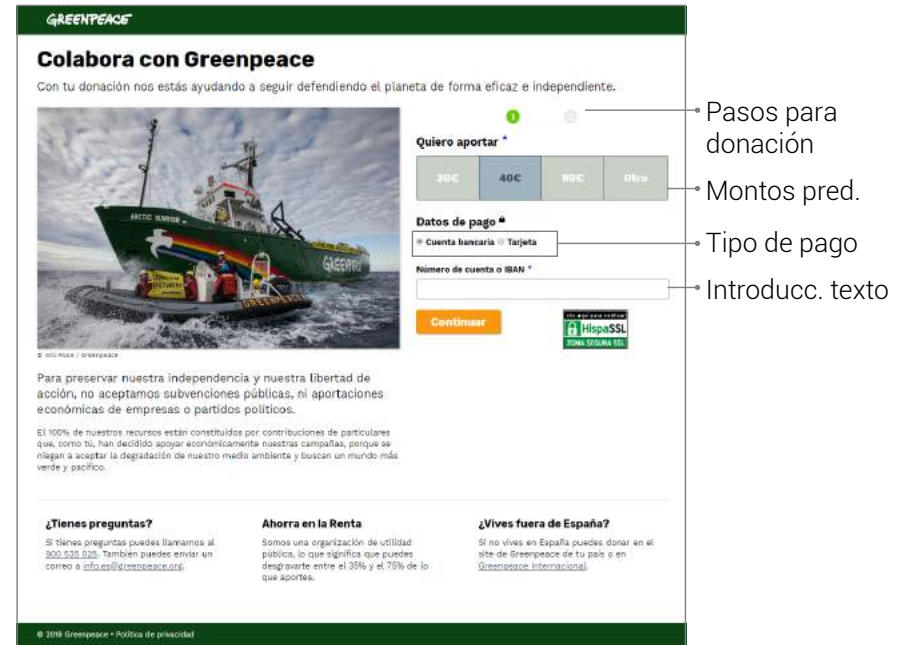 GREENPEACE
Colabora con Greenpeace
Con tu donación nos estás ayudando a seguir defendiendo el planeta de forma eficaz e independiente.
1
2
Quiero aportar *
20€ 40€ 80€ Otro
Datos de pago
Cuenta bancaria Tarjeta
Número de cuenta o IBAN *
Continuar
HispaSSL
ZONA SEGURA SSL
Pasos para
donación
Montos pred.
Tipo de pago
Introducc. texto
ARCTIC SUNRISE
GREENPEACE
/ Greenpeace
Para preservar nuestra independencia y nuestra libertad de
acción, no aceptamos subvenciones públicas, ni aportaciones
económicas de empresas o partidos políticos.
El 100% de nuestros recursos están constituidos por contribuciones de particulares
que, como tú, han decidido apoyar económicamente nuestras campañas, porque se
niegan a aceptar la degradación de nuestro medio ambiente y buscan un mundo más
verde y pacífico.
¿Tienes preguntas?
Si tienes preguntas puedes llamarnos al
900 535 025. También puedes enviar un
correo a info.es@greenpeace.org.
Ahorra en la Renta
Somos una organización de utilidad
pública, lo que significa que puedes
desgravarte entre el 35% y el 75% de lo
que aportes.
¿Vives fuera de España?
Si no vives en España puedes donar en el
site de Greenpeace de tu país o en
Greenpeace Internacional.
© 2018 Greenpeace • Política de privacidad